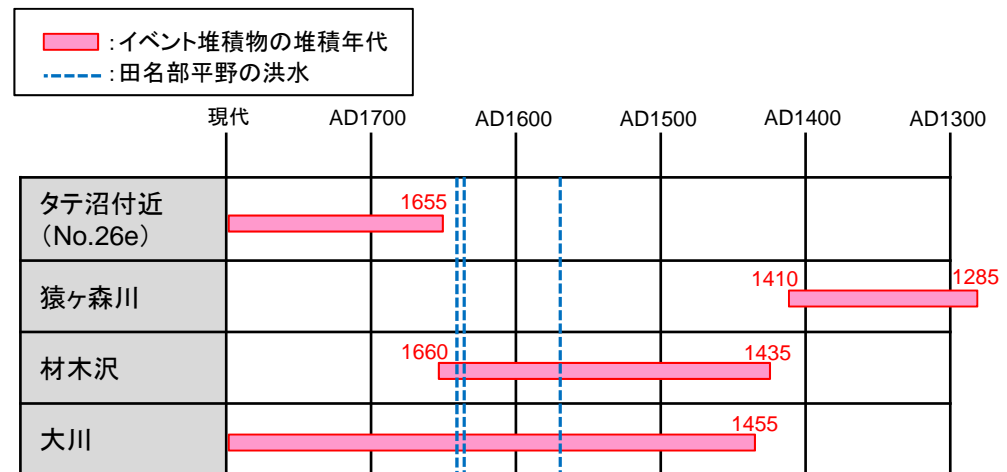 ：イベント堆積物の堆積年代
：田名部平野の洪水
現代 AD1700 AD1600 AD1500 AD1400 AD1300
タテ沼付近
（No.26e）
1655
猿ヶ森川
1410 1285
材木沢
1660 1435
大川
1455